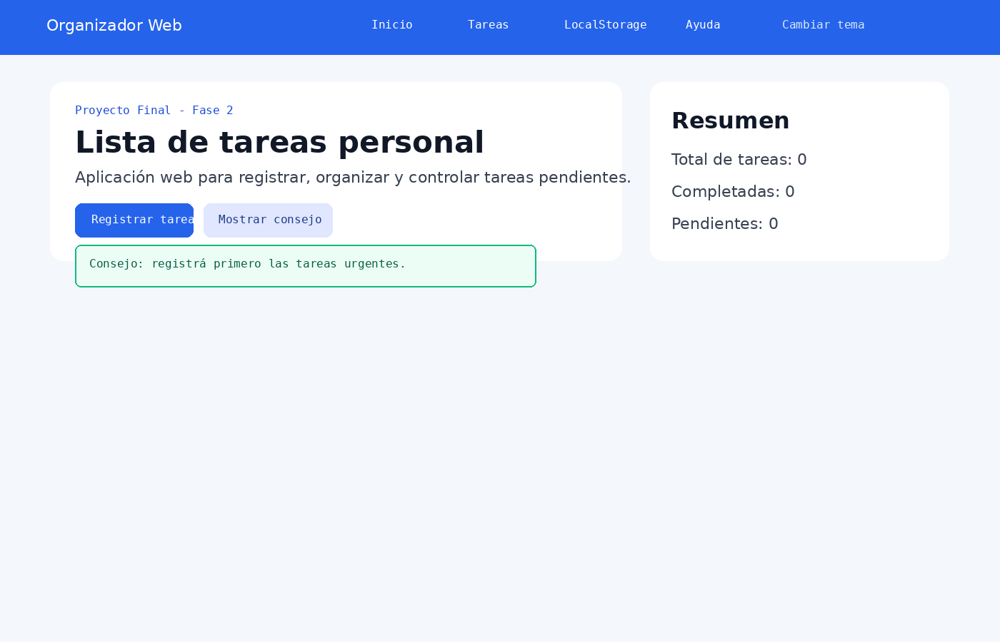 Organizador Web
Inicio
Tareas
LocalStorage
Ayuda
Cambiar tema
Proyecto Final - Fase 2
Lista de tareas personal
Aplicación web para registrar, organizar y controlar tareas pendientes.
Registrar tarea
Mostrar consejo
Consejo: registrá primero las tareas urgentes.
Resumen
Total de tareas: 0
Completadas: 0
Pendientes: 0